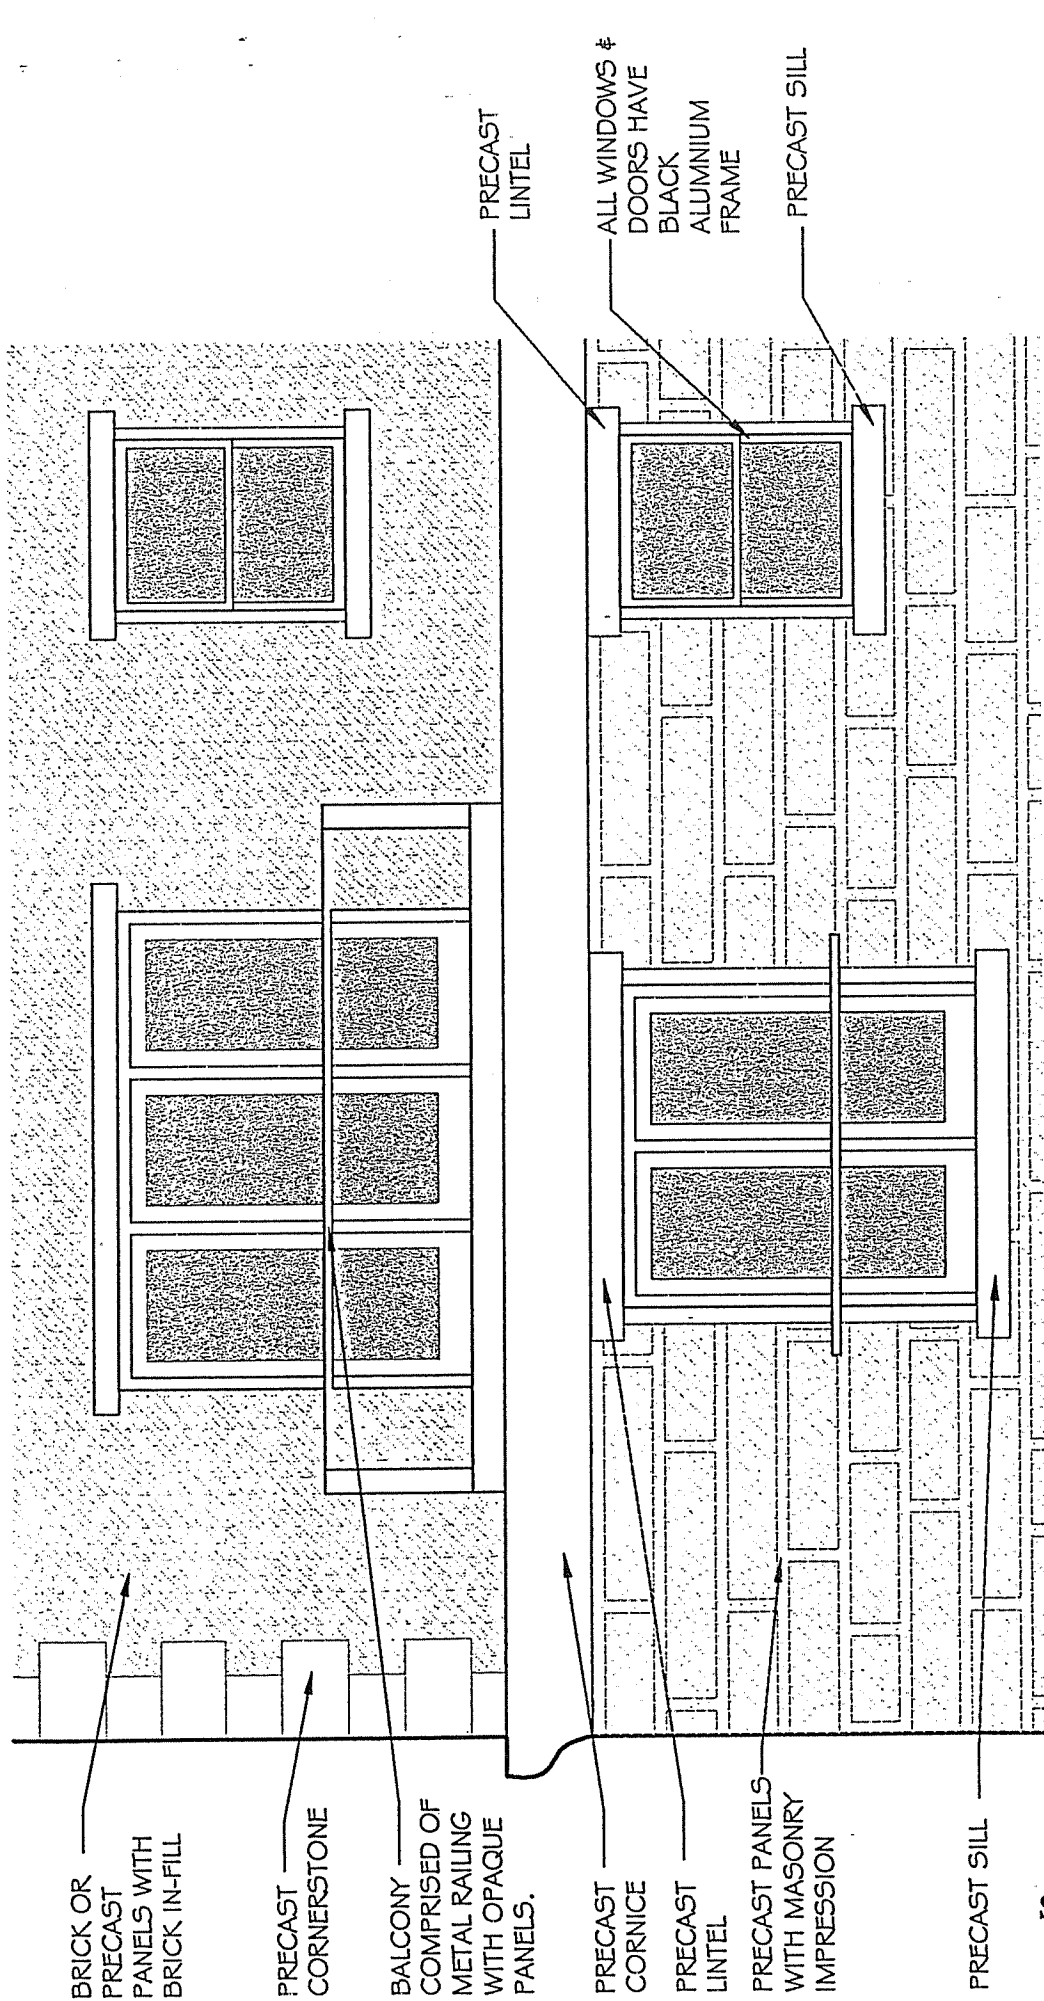 BRICK OR
PRECAST
PANELS WITH
BRICK IN-FILL
PRECAST
CORNERSTONE
BALCONY
COMPRISED OF
METAL RAILING
WITH OPAQUE
PANELS.
PRECAST
CORNICE
PRECAST
LINTEL
PRECAST PANELS
WITH MASONRY
IMPRESSION
PRECAST SILL
PRECAST
LINTEL
ALL WINDOWS &
DOORS HAVE
BLACK
ALUMNIUM
FRAME
PRECAST SILL